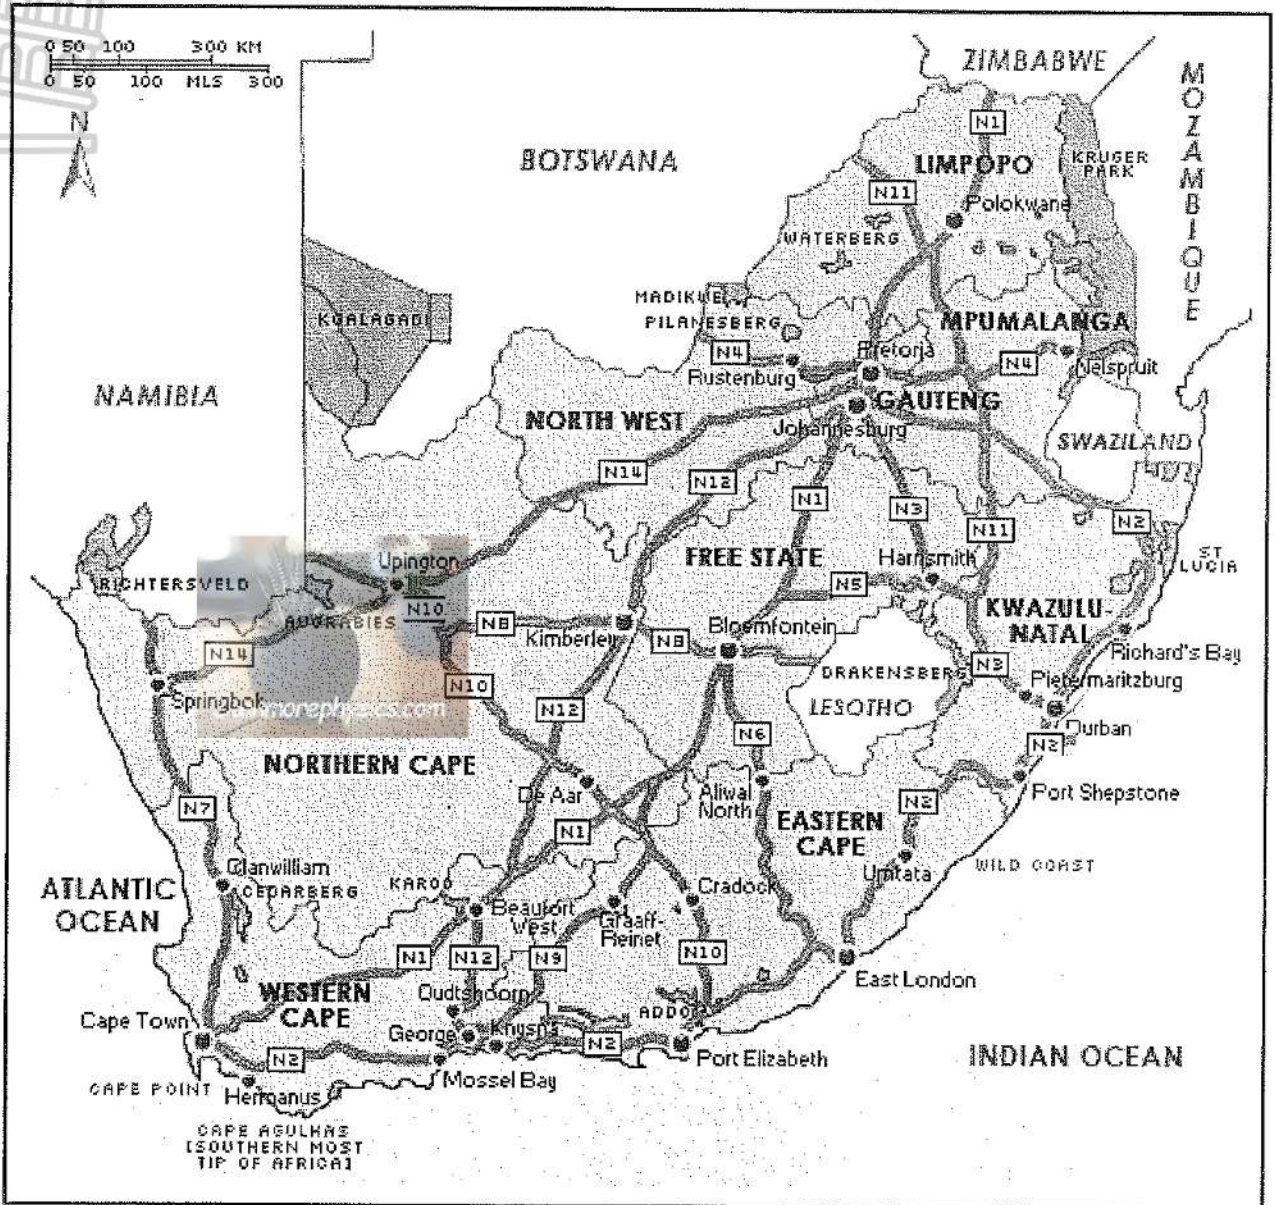 0 50 100 300 KM
0 50 100 MLS 300
N
ZIMBABWE
MOZAMBIQUE
BOTSWANA
N1
LIMPOPO
KRUGER
PARK
N11
Polokwane
WATERBERG
MADIKWE
PILANESBERG
KGALAGADI
MPUMALANGA
N4
Pretoria
N4
Rustenburg
Nelspruit
NAMIBIA
NORTH WEST
GAUTENG
Johannesburg
SWAZILAND
N14
N12
N1
N3
N11
N2
FREE STATE
Harrismith
ST
LUCIA
Upington
RICHTERSVELD
N10
AUGRABIES
N5
KWAZULU-
NATAL
N8
Kimberley
N8
Bloemfontein
N14
Richard's Bay
DRAKENSBERG
N3
Pietermaritzburg
N10
Springbok
morephysics.com
N12
LESOTHO
Durban
N6
N2
NORTHERN CAPE
De Aar
Aliwal
North
N2
Port Shepstone
N7
N1
EASTERN
CAPE
Umtata
WILD COAST
Clanwilliam
CEDARBERG
KAROO
ATLANTIC
OCEAN
Cradock
Beaufort
West
Graaff-
Reinet
N1
N12
N9
N10
East London
WESTERN
CAPE
Oudtshoorn
ADDO
Cape Town
George
Knysna
N2
N2
Port Elizabeth
INDIAN OCEAN
CAPE POINT
Hermanus
Mossel Bay
CAPE AGULHAS
[SOUTHERN MOST
TIP OF AFRICA]